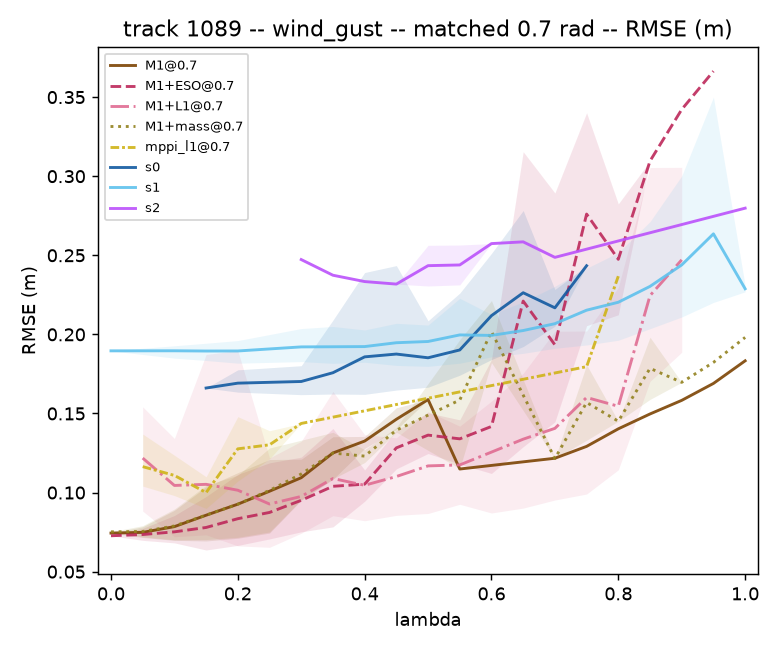 track 1089 -- wind_gust -- matched 0.7 rad -- RMSE (m)
M1@0.7
M1+ESO@0.7
M1+L1@0.7
M1+mass@0.7
mppi_l1@0.7
s0
s1
s2
RMSE (m)
0.35
0.30
0.25
0.20
0.15
0.10
0.05
0.0 0.2 0.4 0.6 0.8 1.0
lambda